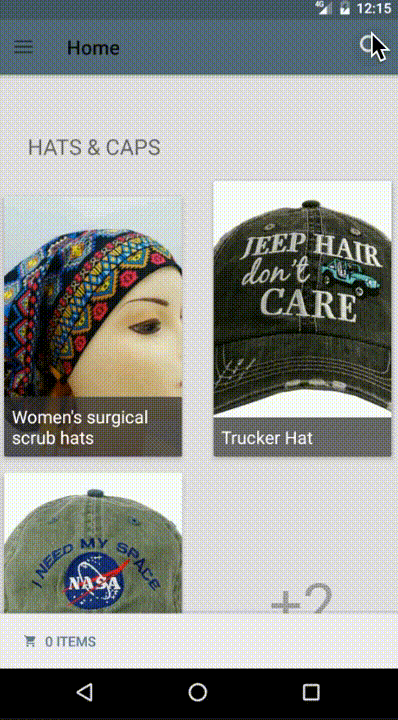 4G 12:15
Home
HATS & CAPS
JEEP HAIR
don't
CARE
Women's surgical
scrub hats
Trucker Hat
I NEED MY SPACE
NASA
+2
0 ITEMS